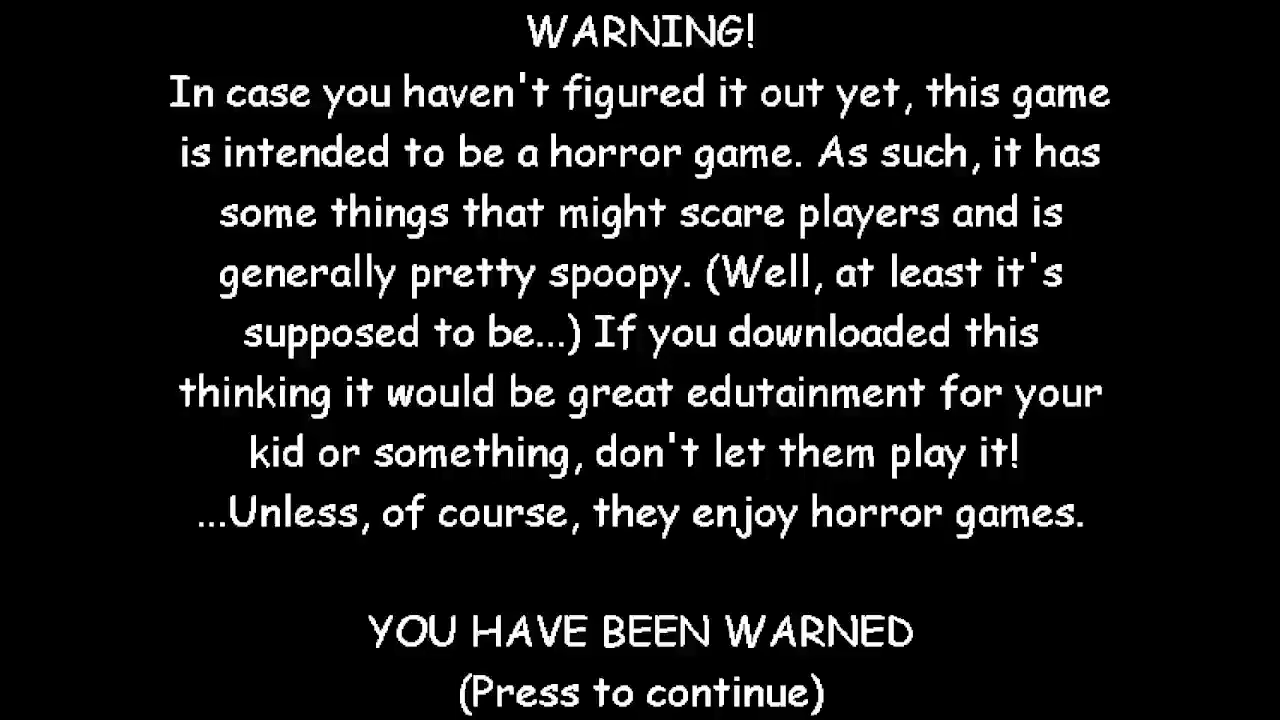 WARNING!
In case you haven't figured it out yet, this game
is intended to be a horror game. As such, it has
some things that might scare players and is
generally pretty spoopy. (Well, at least it's
supposed to be...) If you downloaded this
thinking it would be great edutainment for your
kid or something, don't let them play it!
...Unless, of course, they enjoy horror games.
YOU HAVE BEEN WARNED
(Press to continue)